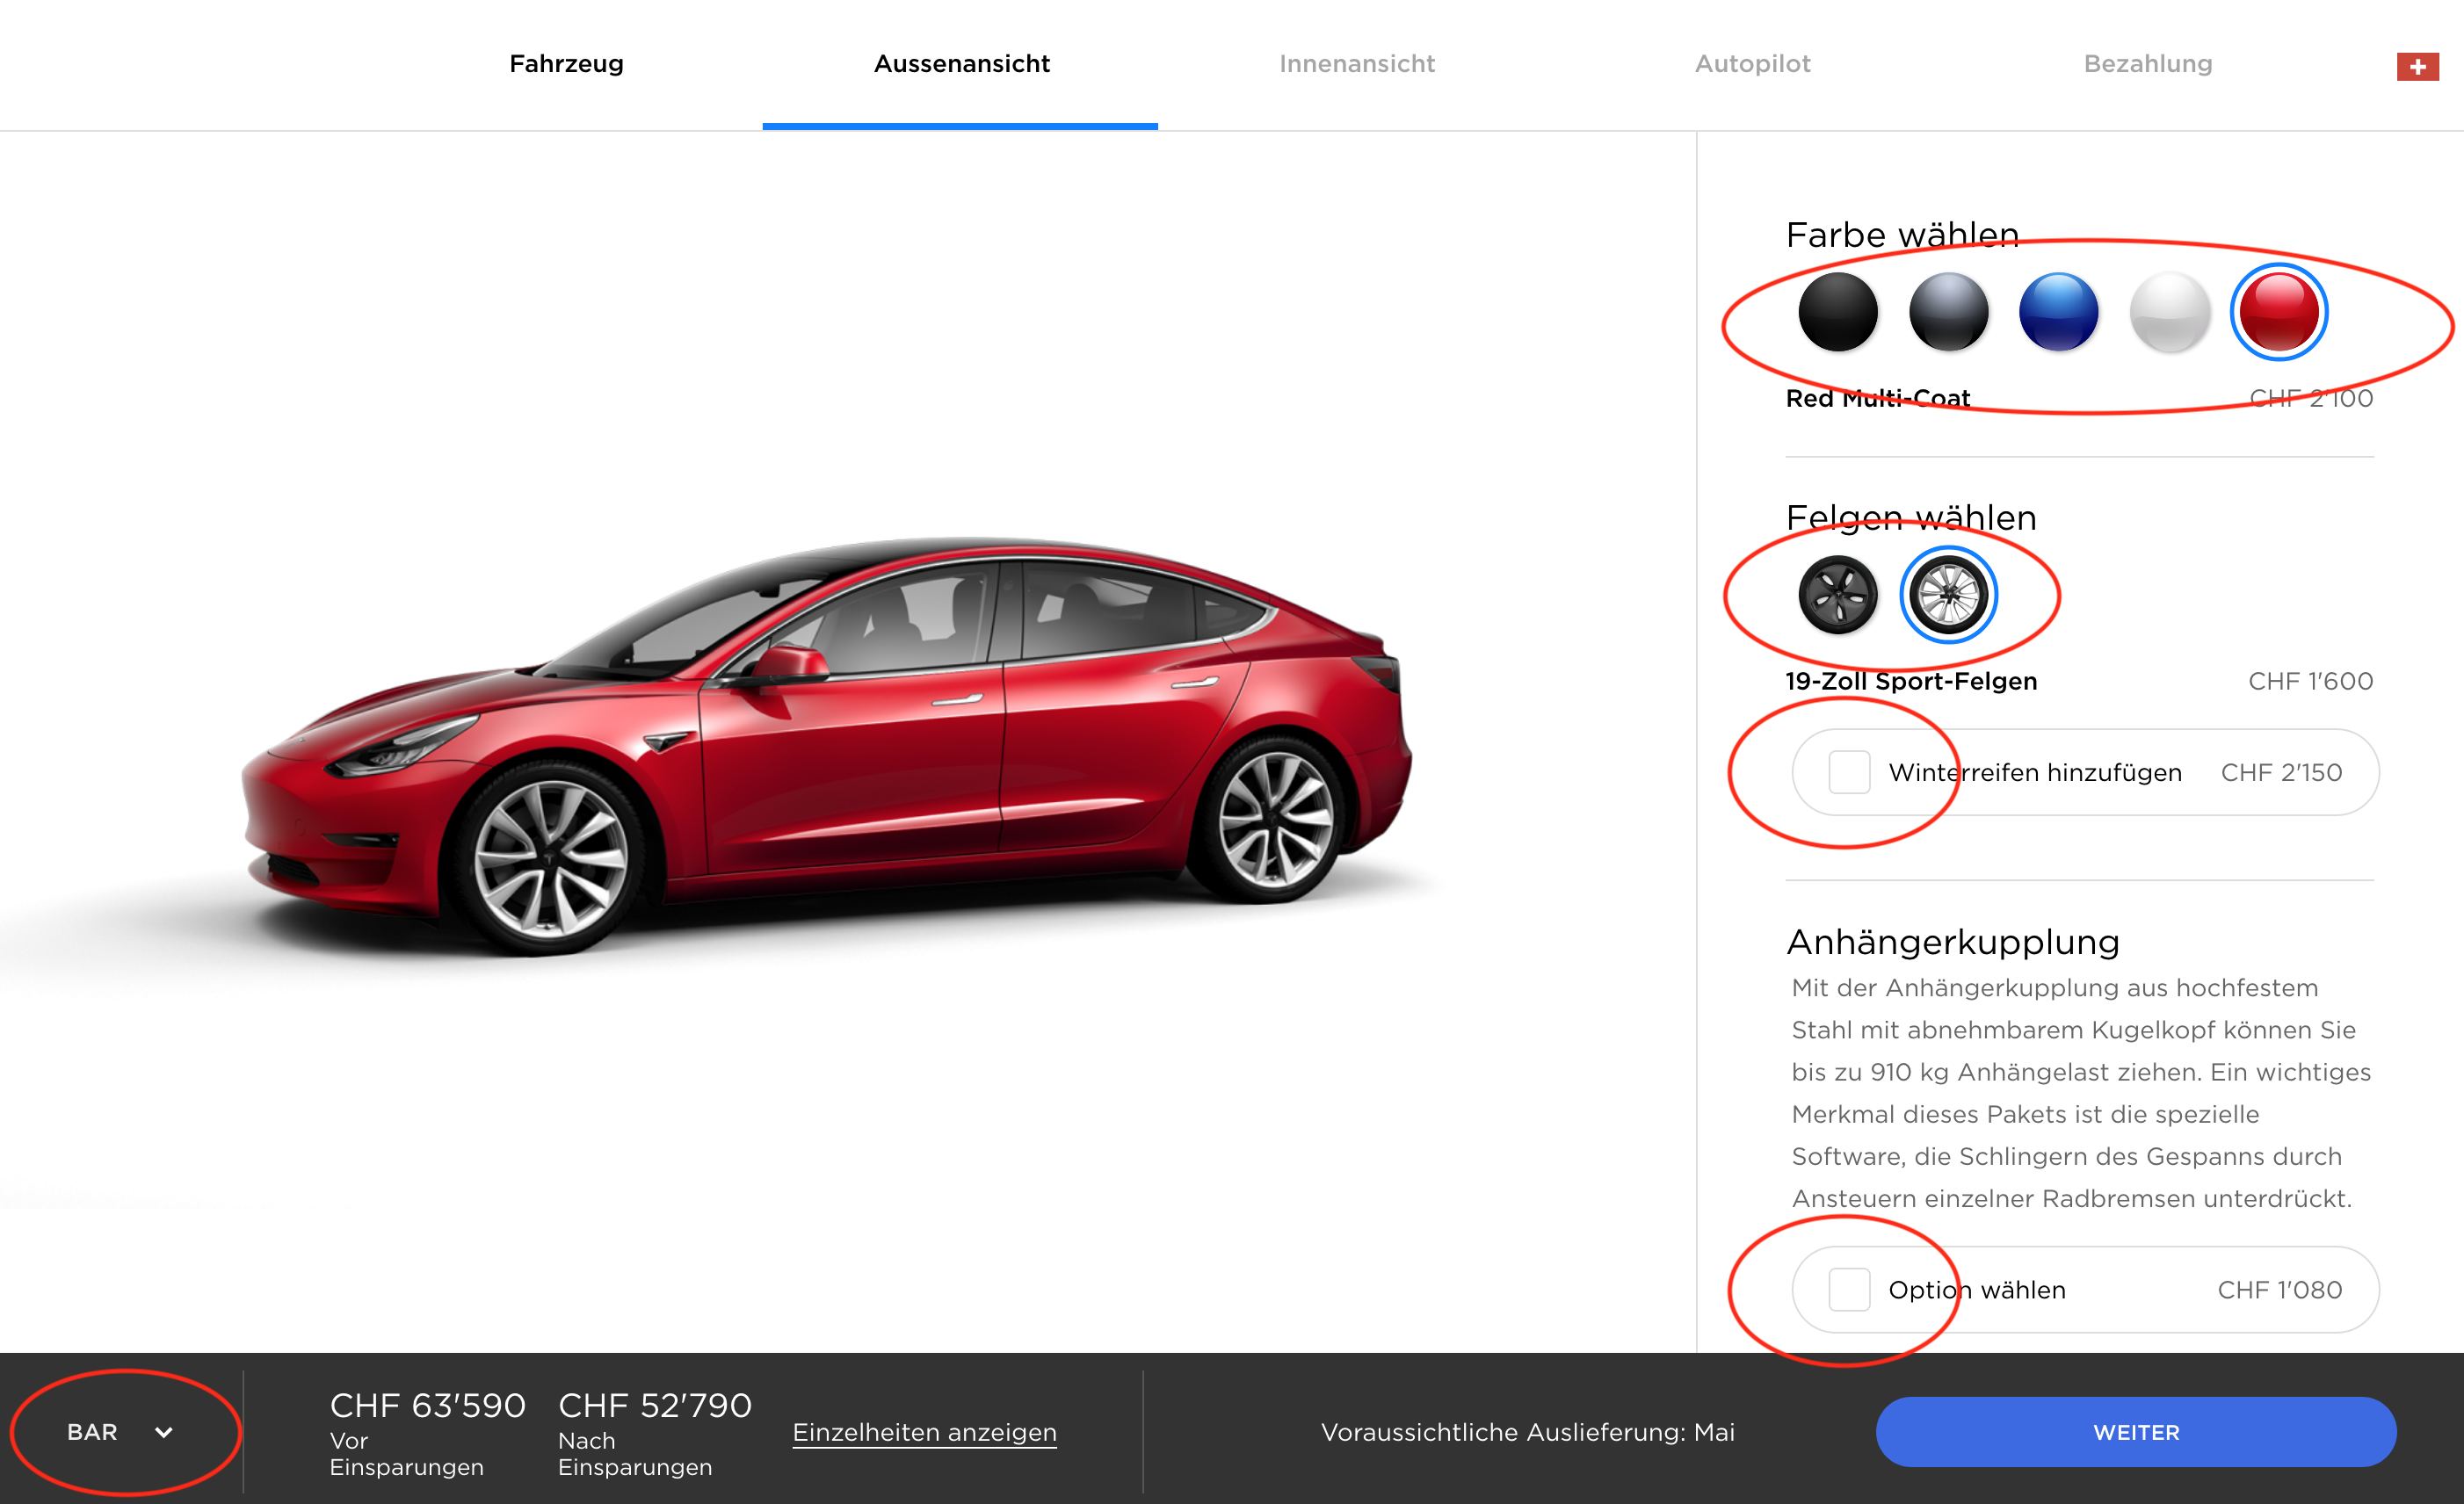 Fahrzeug
Aussenansicht
Innenansicht
Autopilot
Bezahlung
Farbe wählen
Red Multi-Coat
CHF 2'100
Felgen wählen
19-Zoll Sport-Felgen
CHF 1'600
Winterreifen hinzufügen
CHF 2'150
Anhängerkupplung
Mit der Anhängerkupplung aus hochfestem
Stahl mit abnehmbarem Kugelkopf können Sie
bis zu 910 kg Anhängelast ziehen. Ein wichtiges
Merkmal dieses Pakets ist die spezielle
Software, die Schlingern des Gespanns durch
Ansteuern einzelner Radbremsen unterdrückt.
Option wählen
CHF 1'080
BAR
CHF 63'590
Vor
Einsparungen
CHF 52'790
Nach
Einsparungen
Einzelheiten anzeigen
Voraussichtliche Auslieferung: Mai
WEITER